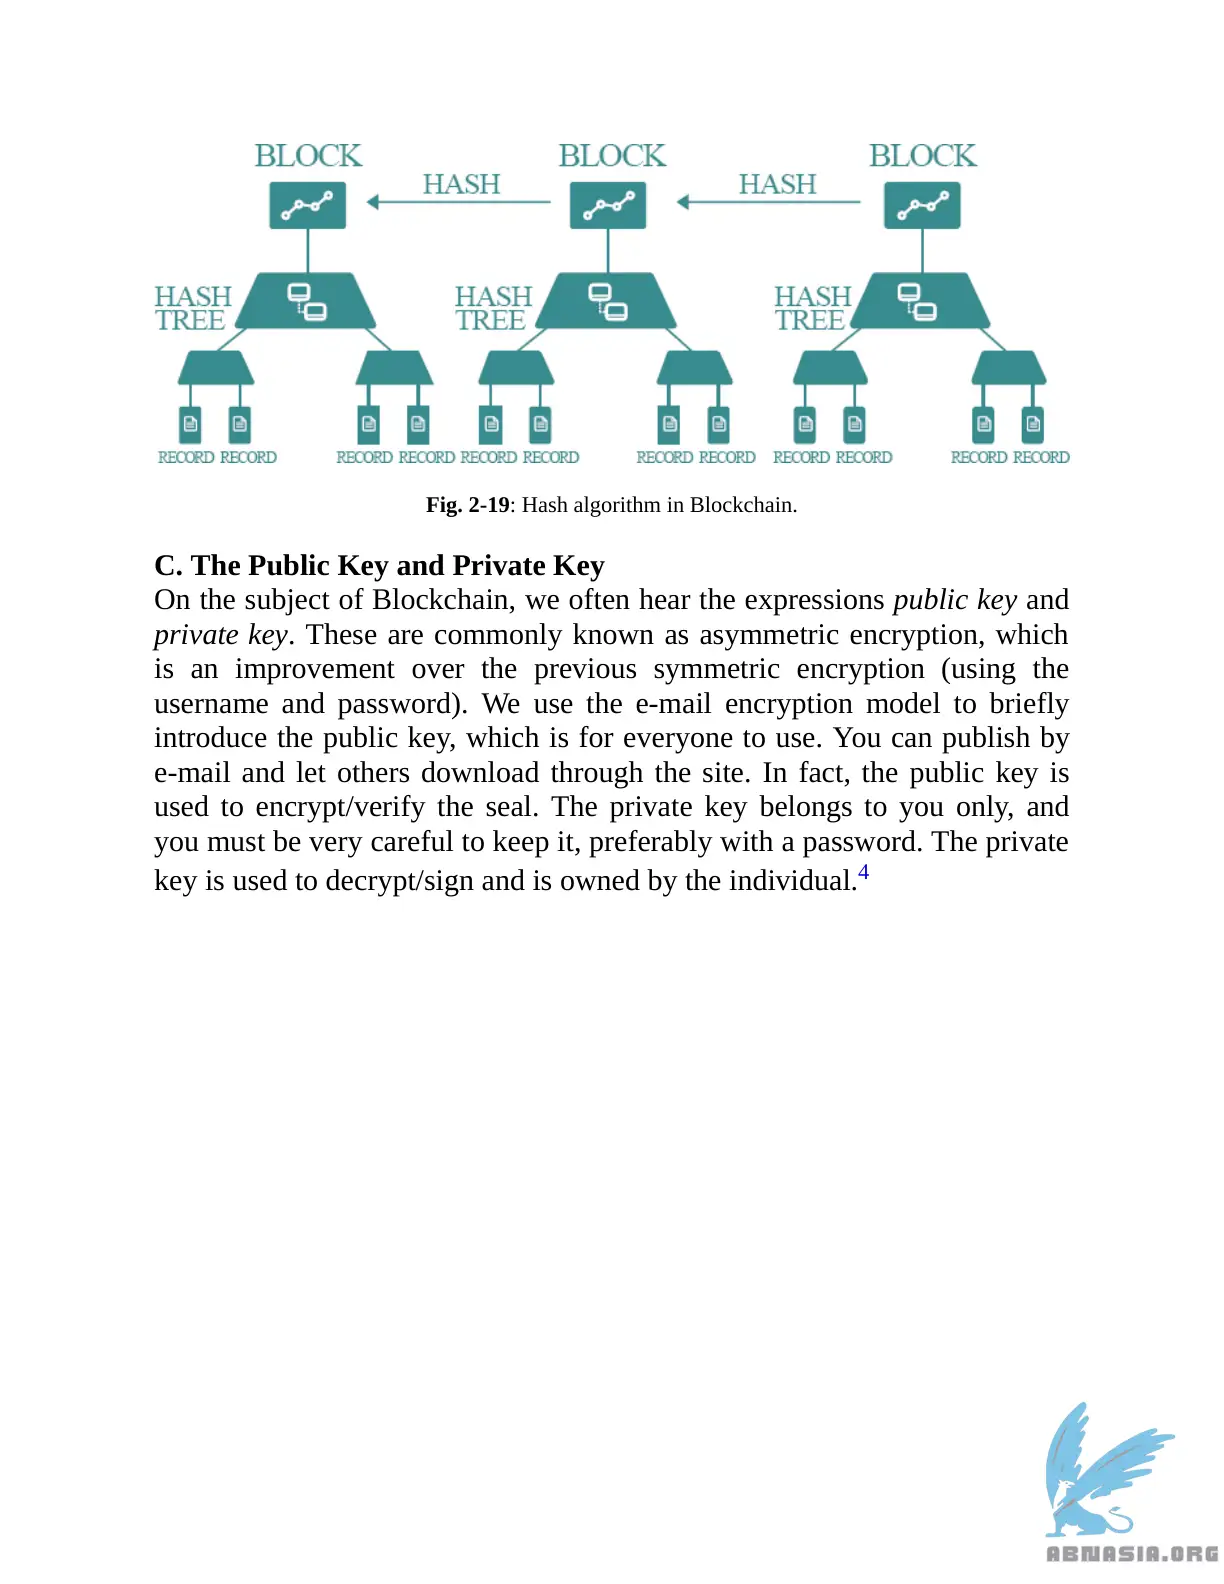 BLOCK BLOCK BLOCK
HASH HASH
HASH TREE HASH TREE HASH TREE
RECORD RECORD RECORD RECORD RECORD RECORD RECORD RECORD RECORD RECORD RECORD RECORD
Fig. 2-19: Hash algorithm in Blockchain.
C. The Public Key and Private Key
On the subject of Blockchain, we often hear the expressions public key and
private key. These are commonly known as asymmetric encryption, which
is an improvement over the previous symmetric encryption (using the
username and password). We use the e-mail encryption model to briefly
introduce the public key, which is for everyone to use. You can publish by
e-mail and let others download through the site. In fact, the public key is
used to encrypt/verify the seal. The private key belongs to you only, and
you must be very careful to keep it, preferably with a password. The private
key is used to decrypt/sign and is owned by the individual.4
ABNASIA.ORG